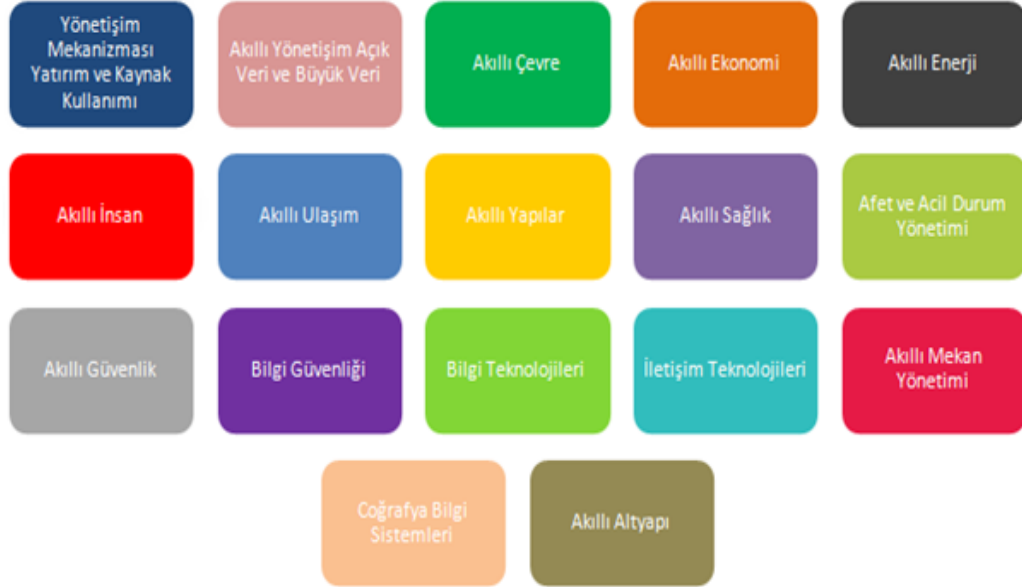 Yönetişim
Mekanizması
Yatırım ve Kaynak
Kullanımı
Akıllı Yönetişim Açık
Veri ve Büyük Veri
Akıllı Çevre
Akıllı Ekonomi
Akıllı Enerji
Akıllı İnsan
Akıllı Ulaşım
Akıllı Yapılar
Akıllı Sağlık
Afet ve Acil Durum
Yönetimi
Akıllı Güvenlik
Bilgi Güvenliği
Bilgi Teknolojileri
İletişim Teknolojileri
Akıllı Mekan
Yönetimi
Coğrafya Bilgi
Sistemleri
Akıllı Altyapı